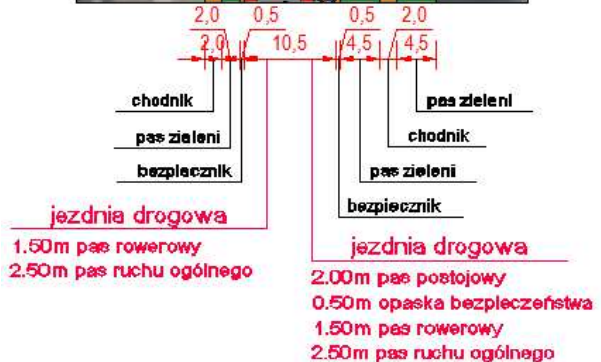 2,0 0,5 0,5 2,0
2,0 10,5 4,5 4,5
chodnik pas zieleni
pas zieleni chodnik
bezpiecznik pas zieleni
bezpiecznik
jezdnia drogowa
1.50m pas rowerowy
2.50m pas ruchu ogólnego
jezdnia drogowa
2.00m pas postojowy
0.50m opaska bezpleczeństwa
1.50m pas rowerowy
2.50m pas ruchu ogólnego